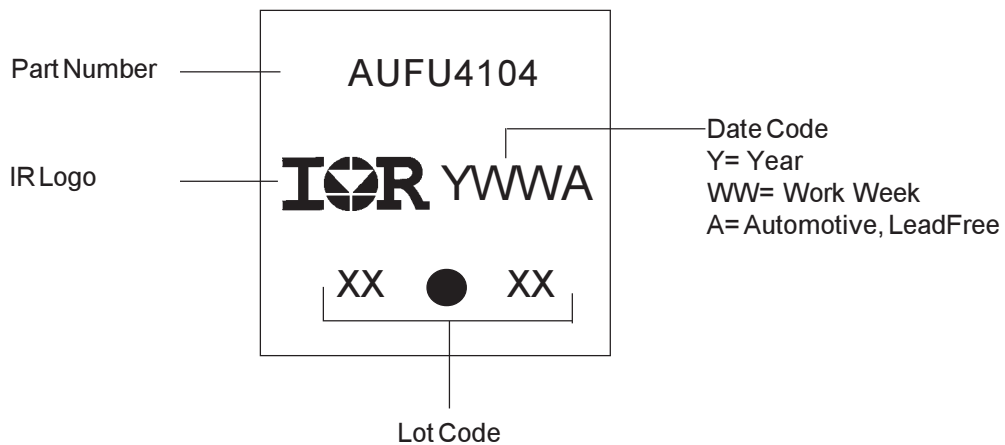 Part Number
AUFU4104
IR Logo
IOR YWWA
Date Code
Y= Year
WW= Work Week
A= Automotive, LeadFree
XX ● XX
Lot Code